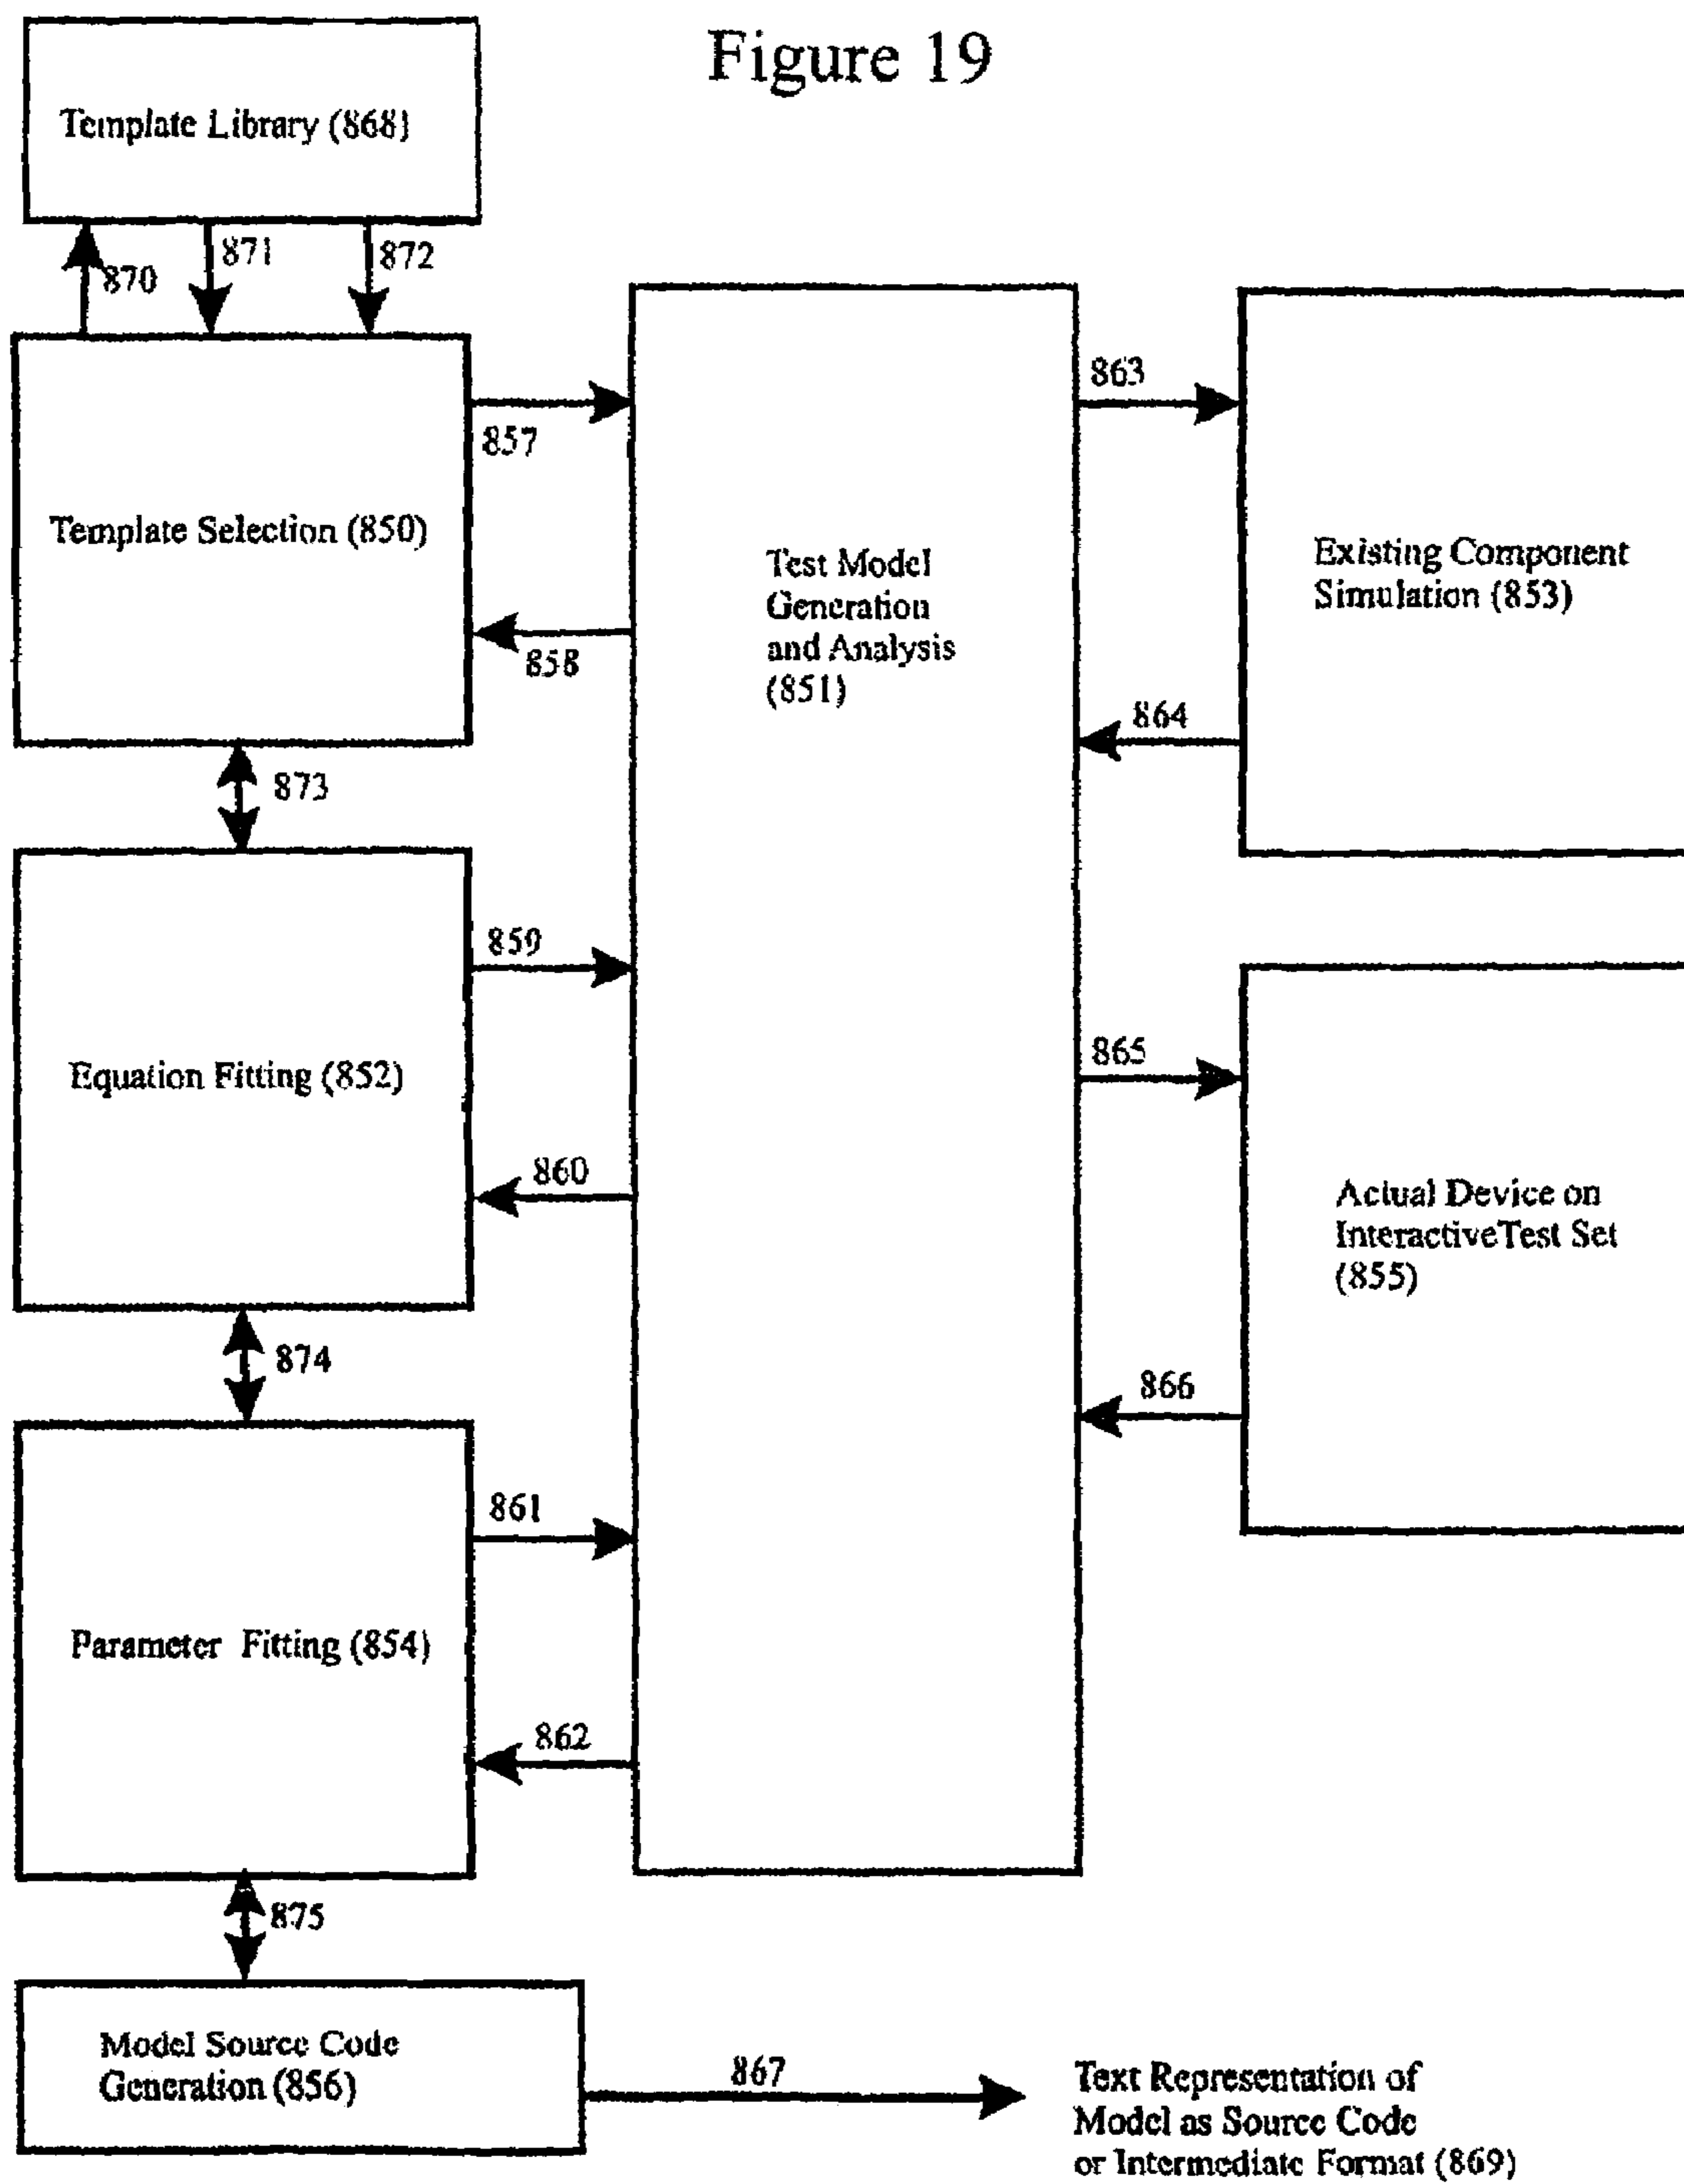 Figure 19
Template Library (868)
870
871
872
Template Selection (850)
857
858
Test Model
Generation
and Analysis
(851)
863
Existing Component
Simulation (853)
864
873
859
Equation Fitting (852)
860
865
Actual Device on
InteractiveTest Set
(855)
866
874
861
Parameter Fitting (854)
862
875
Model Source Code
Generation (856)
867
Text Representation of
Model as Source Code
or Intermediate Format (869)